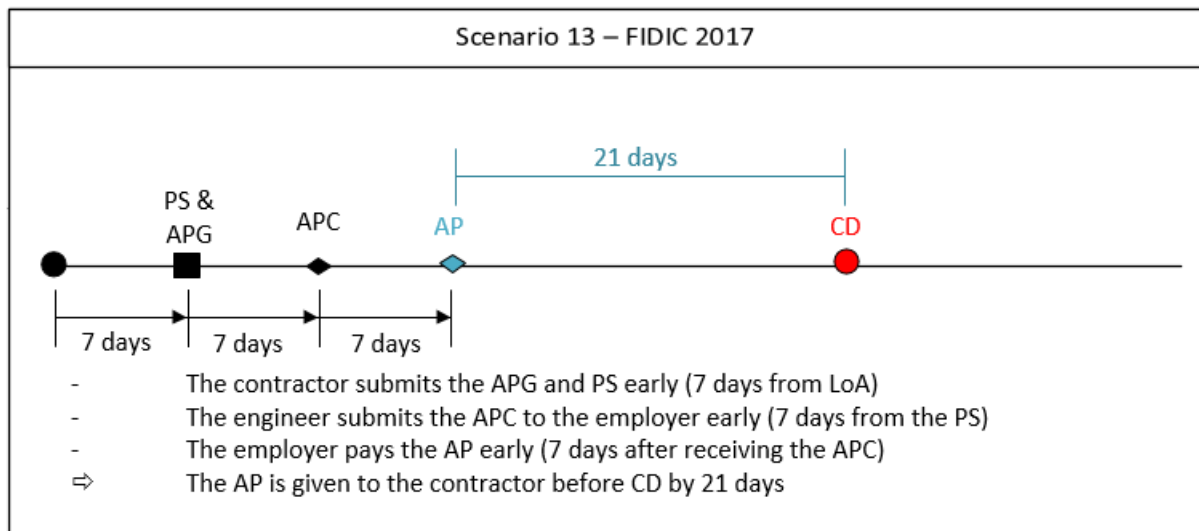 Scenario 13 – FIDIC 2017
21 days
PS &
APG
APC
AP
CD
7 days
7 days
7 days
- The contractor submits the APG and PS early (7 days from LoA)
- The engineer submits the APC to the employer early (7 days from the PS)
- The employer pays the AP early (7 days after receiving the APC)
⇨ The AP is given to the contractor before CD by 21 days